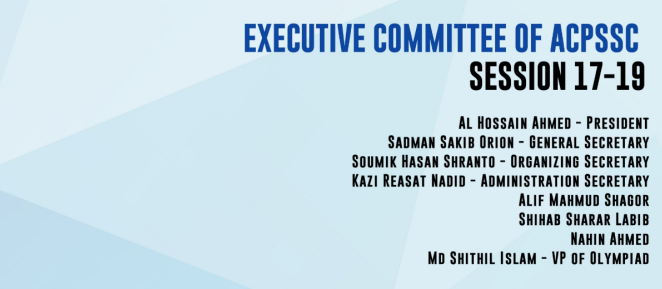 EXECUTIVE COMMITTEE OF ACPSSC
SESSION 17-19
AL HOSSAIN AHMED - PRESIDENT
SADMAN SAKIB ORION - GENERAL SECRETARY
SOUMIK HASAN SHRANTO - ORGANIZING SECRETARY
KAZI REASAT NADID - ADMINISTRATION SECRETARY
ALIF MAHMUD SHAGOR
SHIHAB SHARAR LABIB
NAHIN AHMED
MD SHITHIL ISLAM - VP OF OLYMPIAD